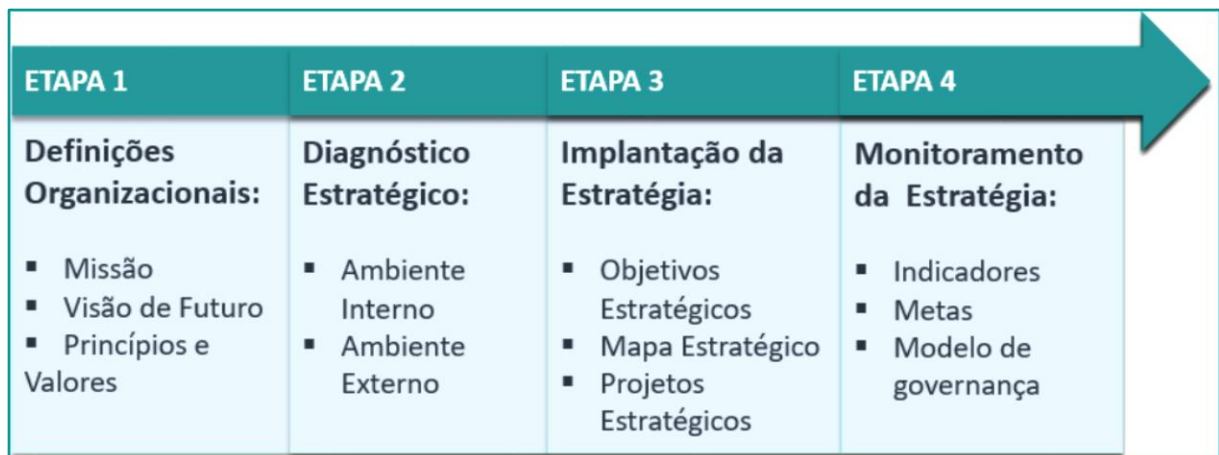 ETAPA 1
Definições
Organizacionais:
▪ Missão
▪ Visão de Futuro
▪ Princípios e
Valores
ETAPA 2
Diagnóstico
Estratégico:
▪ Ambiente
Interno
▪ Ambiente
Externo
ETAPA 3
Implantação da
Estratégia:
▪ Objetivos
Estratégicos
▪ Mapa Estratégico
▪ Projetos
Estratégicos
ETAPA 4
Monitoramento
da Estratégia:
▪ Indicadores
▪ Metas
▪ Modelo de
governança